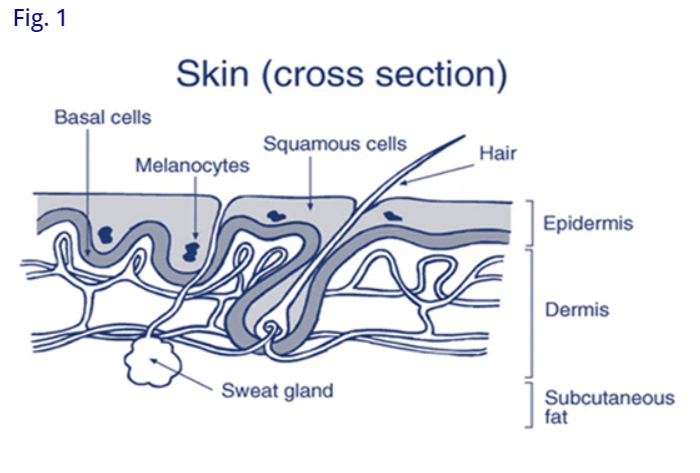 Fig. 1
Skin (cross section)
Basal cells
Melanocytes
Squamous cells
Hair
Epidermis
Dermis
Sweat gland
Subcutaneous
fat